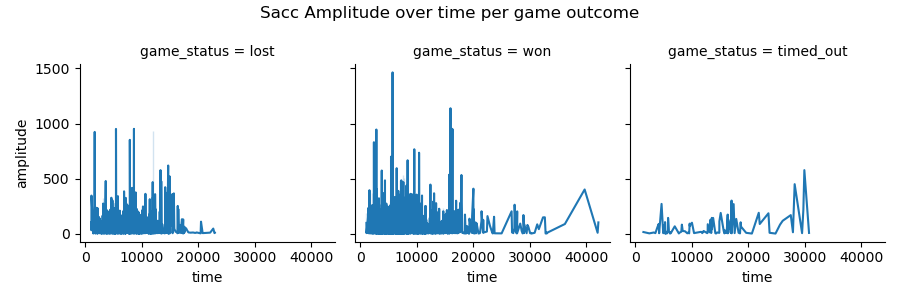 Sacc Amplitude over time per game outcome
game_status = lost
game_status = won
game_status = timed_out
1500
1000
500
0
amplitude
0 10000 20000 30000 40000
0 10000 20000 30000 40000
0 10000 20000 30000 40000
time
time
time